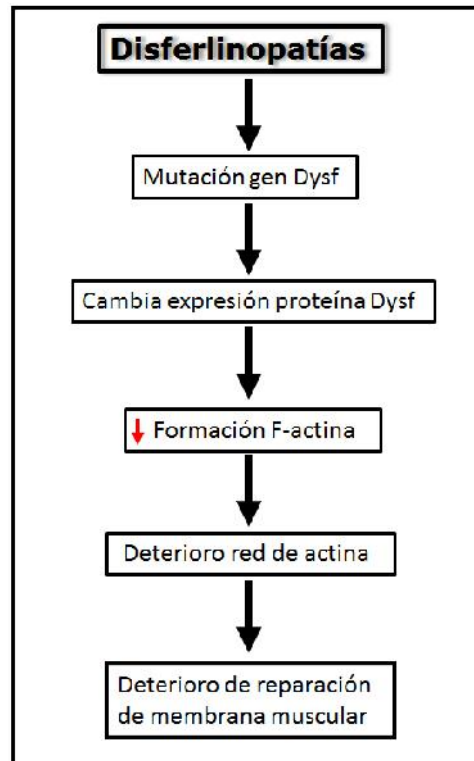 Disferlinopatías
Mutación gen Dysf
Cambia expresión proteína Dysf
Formación F-actina
Deterioro red de actina
Deterioro de reparación
de membrana muscular